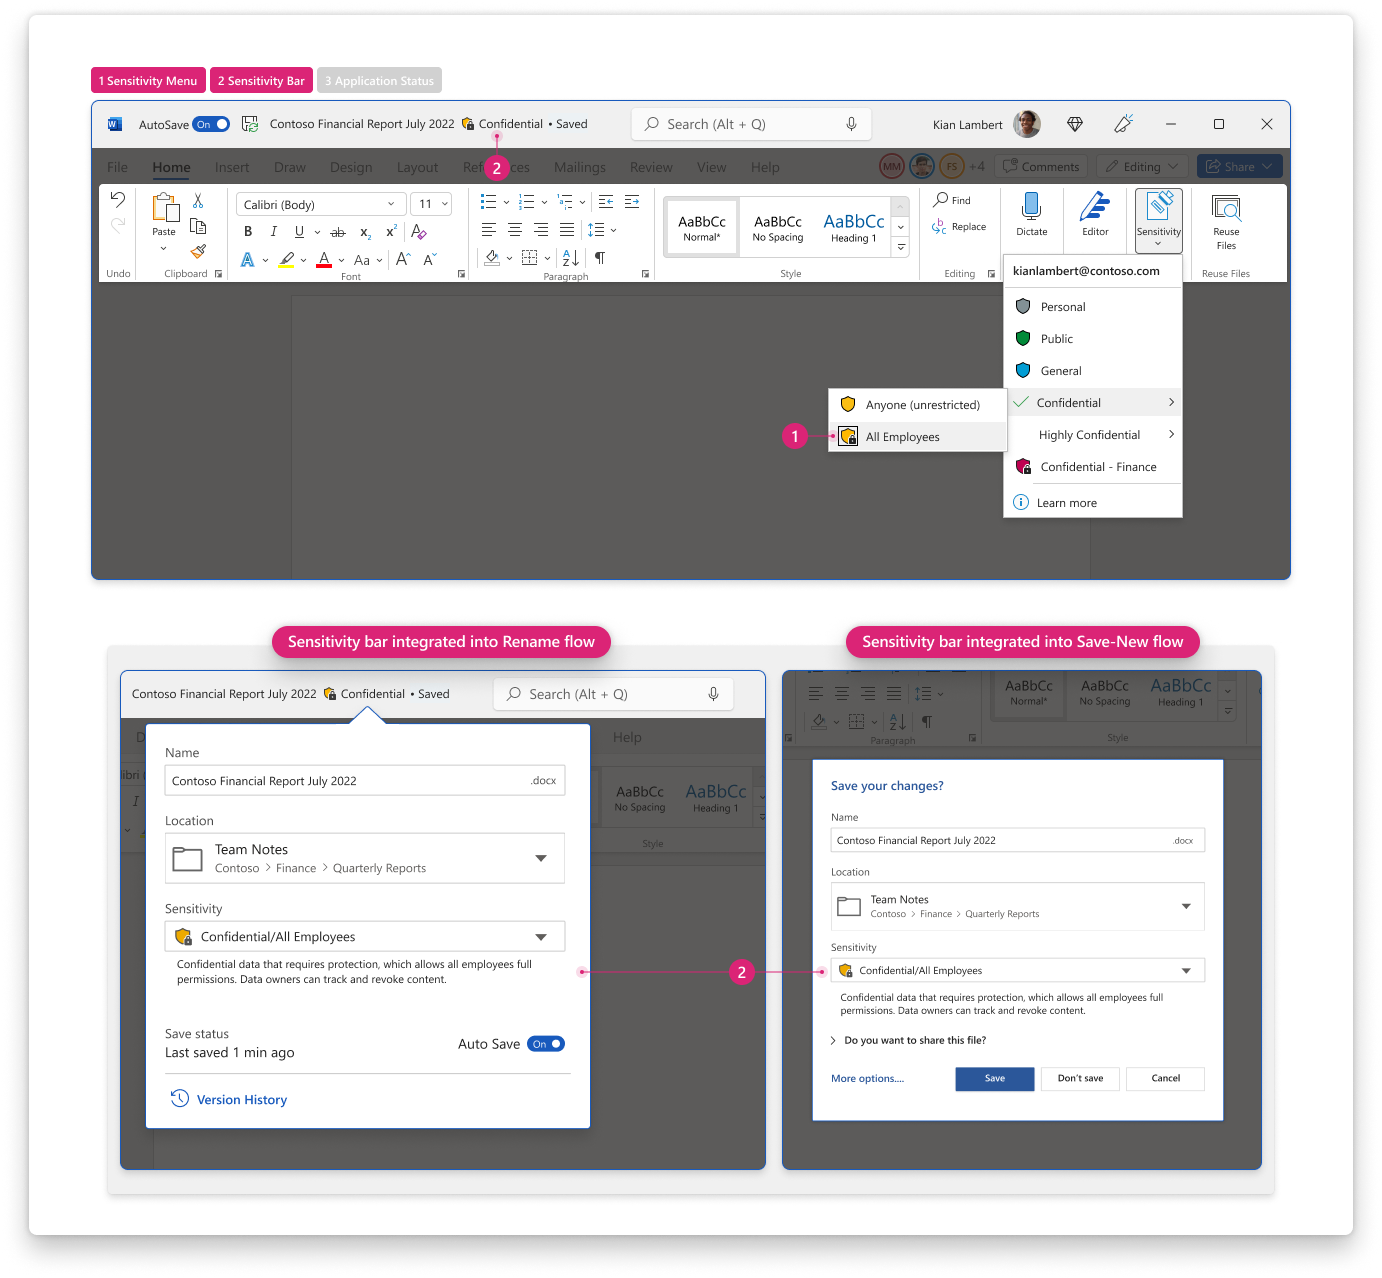 1 Sensitivity Menu 2 Sensitivity Bar 3 Application Status
W AutoSave On Contoso Financial Report July 2022 Confidential • Saved Search (Alt + Q) Kian Lambert
File Home Insert Draw Design Layout 2 Mailings Review View Help MM FS +4 Comments Editing Share
Calibri (Body) 11
Paste
B I U ab x₂ x² A
A A Aa A A
Undo Clipboard Font Paragraph
AaBbCc AaBbCc AaBbCc
Normal* No Spacing Heading 1
Style
Find
Replace
Editing
Dictate Editor Sensitivity Reuse Files
Reuse Files
kianlambert@contoso.com
Personal
Public
General
Confidential
Highly Confidential
Confidential - Finance
Learn more
Anyone (unrestricted)
1 All Employees
Sensitivity bar integrated into Rename flow
Contoso Financial Report July 2022 Confidential • Saved Search (Alt + Q)
Help
AaBbCc AaBbCc
No Spacing Heading 1
Style
Name
Contoso Financial Report July 2022 .docx
Location
Team Notes
Contoso > Finance > Quarterly Reports
Sensitivity
Confidential/All Employees
Confidential data that requires protection, which allows all employees full
permissions. Data owners can track and revoke content.
Save status
Last saved 1 min ago Auto Save On
Version History
2
Sensitivity bar integrated into Save-New flow
AaBbCc AaBbCc AaBbCc
Normal* No Spacing Heading 1
Paragraph Style
Save your changes?
Name
Contoso Financial Report July 2022 .docx
Location
Team Notes
Contoso > Finance > Quarterly Reports
Sensitivity
Confidential/All Employees
Confidential data that requires protection, which allows all employees full
permissions. Data owners can track and revoke content.
Do you want to share this file?
More options.... Save Don't save Cancel